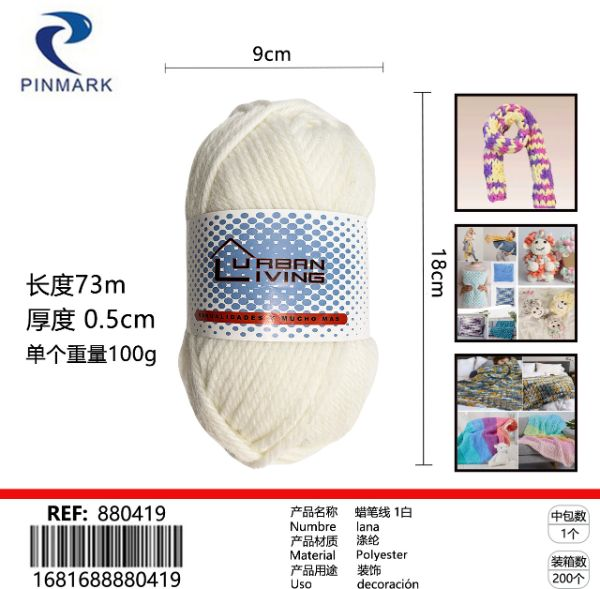 PINMARK
9cm
18cm
长度73m
厚度 0.5cm
单个重量100g
URBAN
LIVING
MANUALIDADES Y MUCHO MAS
REF: 880419
1681688880419
产品名称 蜡笔线 1白
Numbre lana
产品材质 涤纶
Material Polyester
产品用途 装饰
Uso decoración
中包数
1个
装箱数
200个